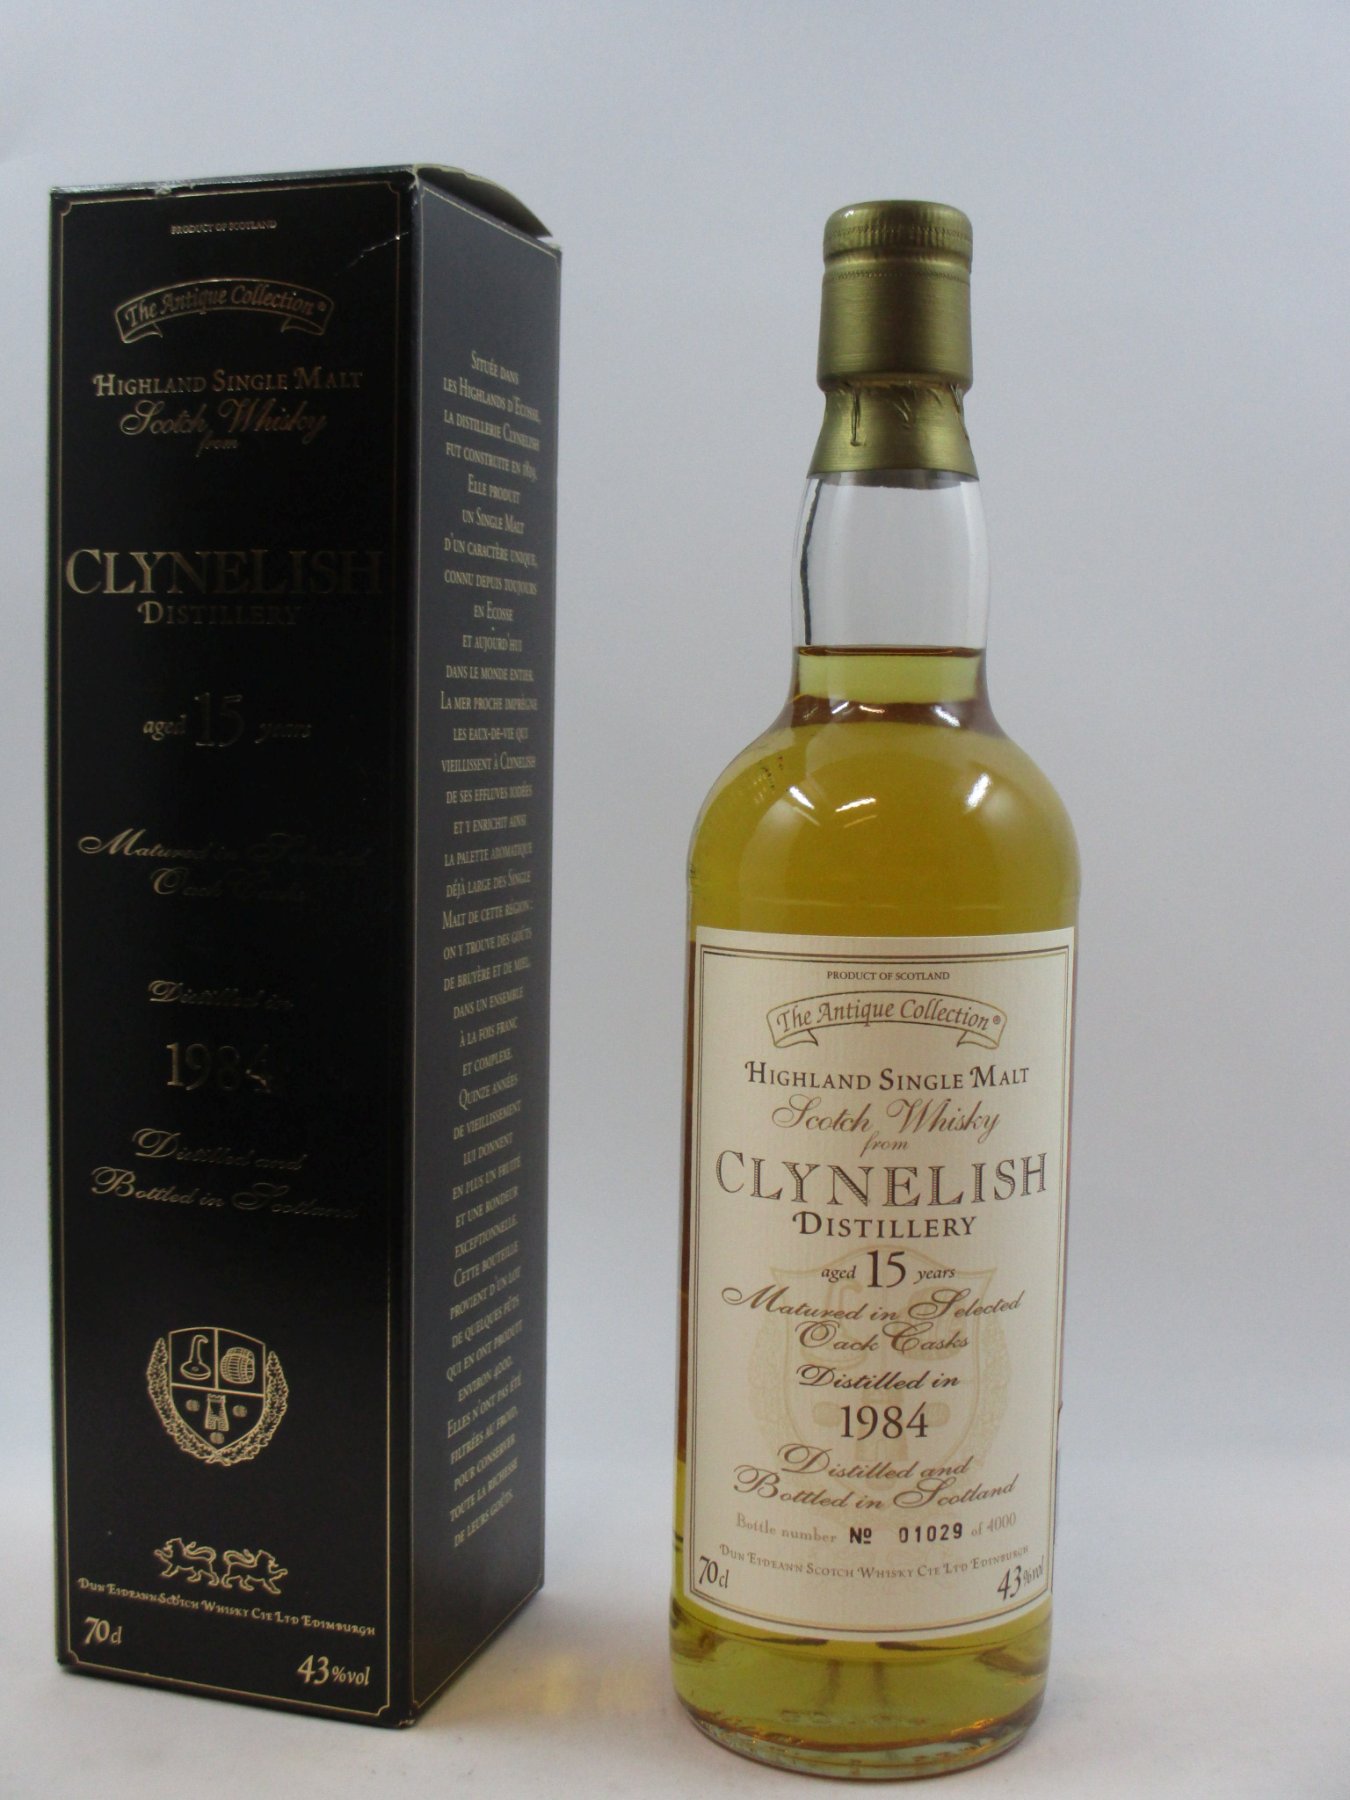 PRODUCT OF SCOTLAND
The Antique Collection®
HIGHLAND SINGLE MALT
Scotch Whisky
from
CLYNELISH
DISTILLERY
aged 15 years
Matured in Selected
Oack Casks
Distilled in
1984
Distilled and
Bottled in Scotland
DUN EIDEANN SCOTCH WHISKY CIE LTD EDIMBURGH
70cl
43%vol
SITUÉE DANS
LES HIGHLANDS D'ECOSSE,
LA DISTILLERIE CLYNELISH
FUT CONSTRUITE EN 1819.
ELLE PRODUIT
UN SINGLE MALT
D'UN CARACTÈRE UNIQUE,
CONNU DEPUIS TOUJOURS
EN ECOSSE
ET AUJOURD'HUI
DANS LE MONDE ENTIER.
LA MER PROCHE IMPRÈGNE
LES EAUX-DE-VIE QUI
VIEILLISSENT À CLYNELISH
DE SES EFFLUVES IODÉES
ET Y ENRICHIT AINSI
LA PALETTE AROMATIQUE
DÉJÀ LARGE DES SINGLE
MALT DE CETTE RÉGION :
ON Y TROUVE DES GOÛTS
DE BRUYÈRE ET DE MIEL,
DANS UN ENSEMBLE
À LA FOIS FRANC
ET COMPLEXE.
QUINZE ANNÉES
DE VIEILLISSEMENT
LUI DONNENT
EN PLUS UN FRUITÉ
ET UNE RONDEUR
EXCEPTIONNELLE.
CETTE BOUTEILLE
PROVIENT D'UN LOT
DE QUELQUES FÛTS
QUI EN ONT PRODUIT
ENVIRON 4000.
ELLES N'ONT PAS ÉTÉ
FILTRÉES AU FROID,
POUR CONSERVER
TOUTE LA RICHESSE
DE LEURS GOÛTS.
PRODUCT OF SCOTLAND
The Antique Collection®
HIGHLAND SINGLE MALT
Scotch Whisky
from
CLYNELISH
DISTILLERY
aged 15 years
Matured in Selected
Oack Casks
Distilled in
1984
Distilled and
Bottled in Scotland
Bottle number Nº 01029 of 4000
DUN EIDEANN SCOTCH WHISKY CIE LTD EDINBURGH
70cl
43%vol